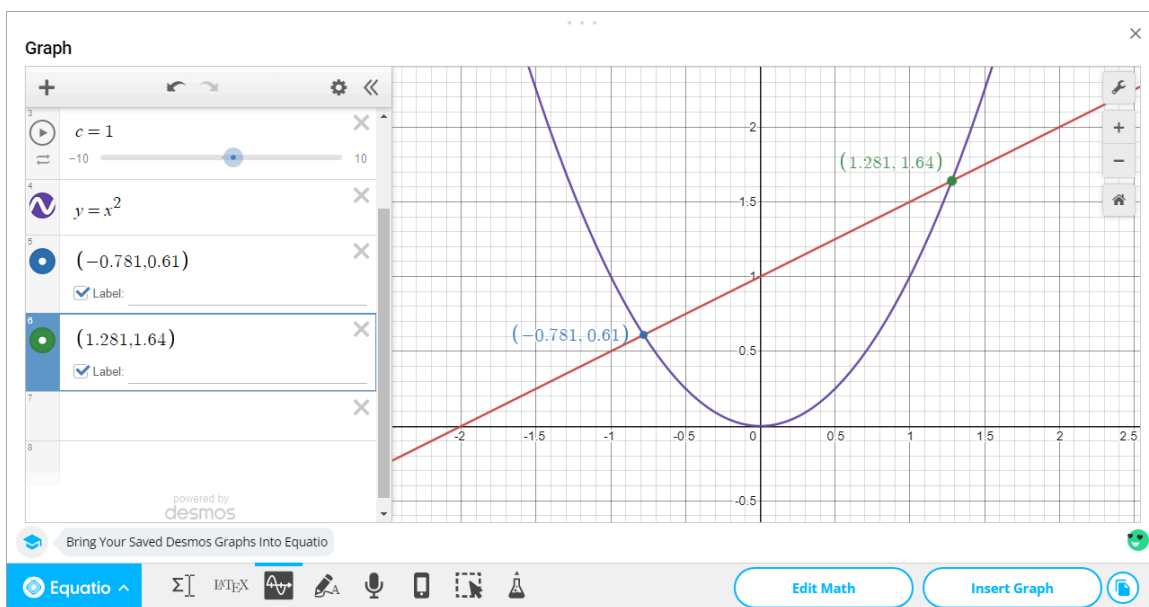 Graph
3
c = 1
-10
10
4
y = x²
5
(−0.781,0.61)
Label:
6
(1.281,1.64)
Label:
7
8
powered by
desmos
2
(1.281, 1.64)
1.5
1
(−0.781, 0.61)
0.5
-2 -1.5 -1 -0.5 0 0.5 1 1.5 2 2.5
-0.5
Bring Your Saved Desmos Graphs Into Equatio
Equatio
LATEX
A
Edit Math
Insert Graph